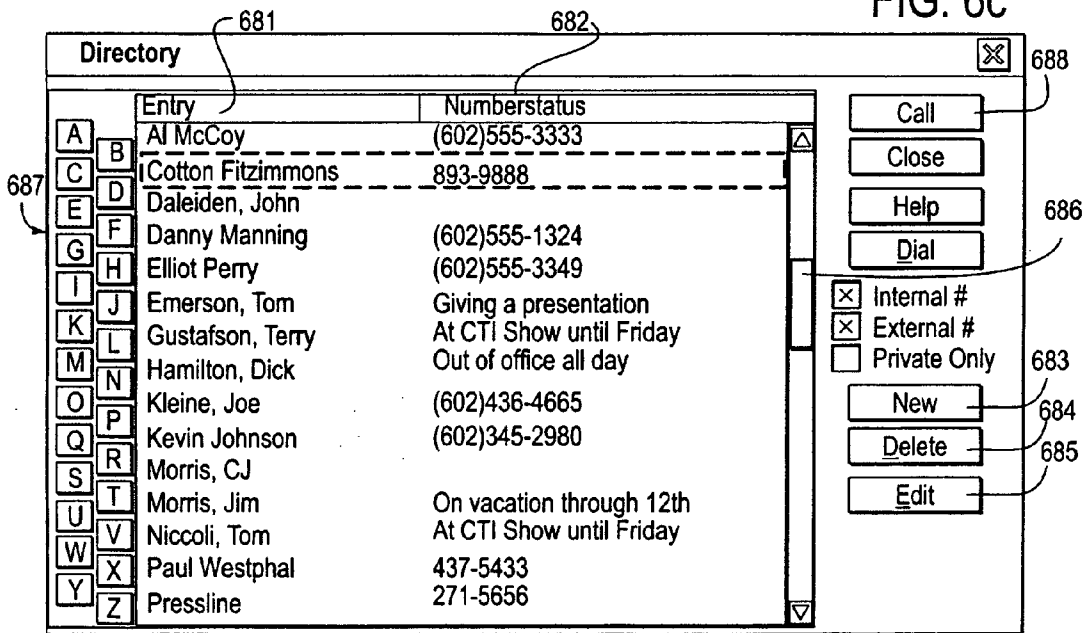 FIG. 6c
681
682
Directory
688
Entry Numberstatus
Call
A
Al McCoy (602)555-3333
B
Close
C
Cotton Fitzimmons 893-9888
687
D
Daleiden, John
Help
686
E
F
Danny Manning (602)555-1324
Dial
G
H
Elliot Perry (602)555-3349
I
J
Emerson, Tom Giving a presentation
Internal #
K
L
Gustafson, Terry At CTI Show until Friday
External #
M
N
Hamilton, Dick Out of office all day
Private Only
683
O
P
Kleine, Joe (602)436-4665
New
684
Q
R
Kevin Johnson (602)345-2980
Delete
685
S
T
Morris, CJ
U
V
Morris, Jim On vacation through 12th
Edit
W
X
Niccoli, Tom At CTI Show until Friday
Y
Z
Paul Westphal 437-5433
Pressline 271-5656